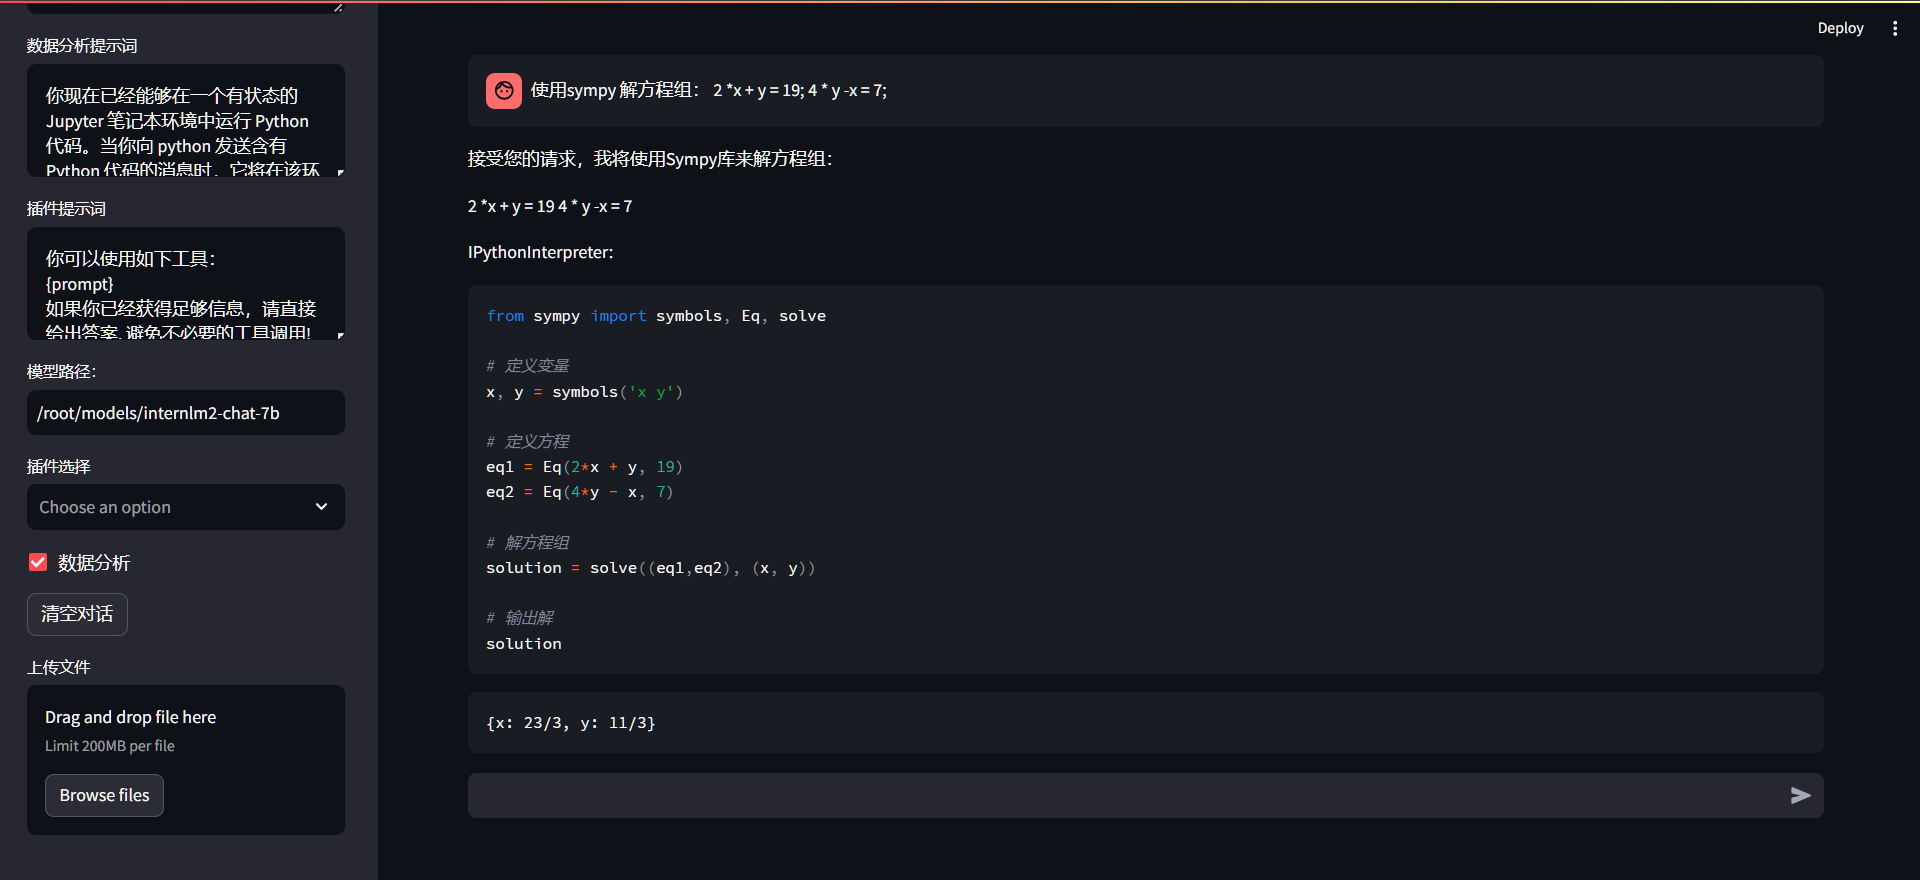 数据分析提示词
你现在已经能够在一个有状态的
Jupyter 笔记本环境中运行 Python
代码。当你向 python 发送含有
Python 代码的消息时，它将在该环
插件提示词
你可以使用如下工具：
{prompt}
如果你已经获得足够信息，请直接
给出答案. 避免不必要的工具调用!
模型路径：
/root/models/internlm2-chat-7b
插件选择
Choose an option
数据分析
清空对话
上传文件
Drag and drop file here
Limit 200MB per file
Browse files
Deploy
使用sympy 解方程组： 2 *x + y = 19; 4 * y -x = 7;
接受您的请求，我将使用Sympy库来解方程组：
2 *x + y = 19 4 * y -x = 7
IPythonInterpreter:
from sympy import symbols, Eq, solve
# 定义变量
x, y = symbols('x y')
# 定义方程
eq1 = Eq(2*x + y, 19)
eq2 = Eq(4*y - x, 7)
# 解方程组
solution = solve((eq1,eq2), (x, y))
# 输出解
solution
{x: 23/3, y: 11/3}